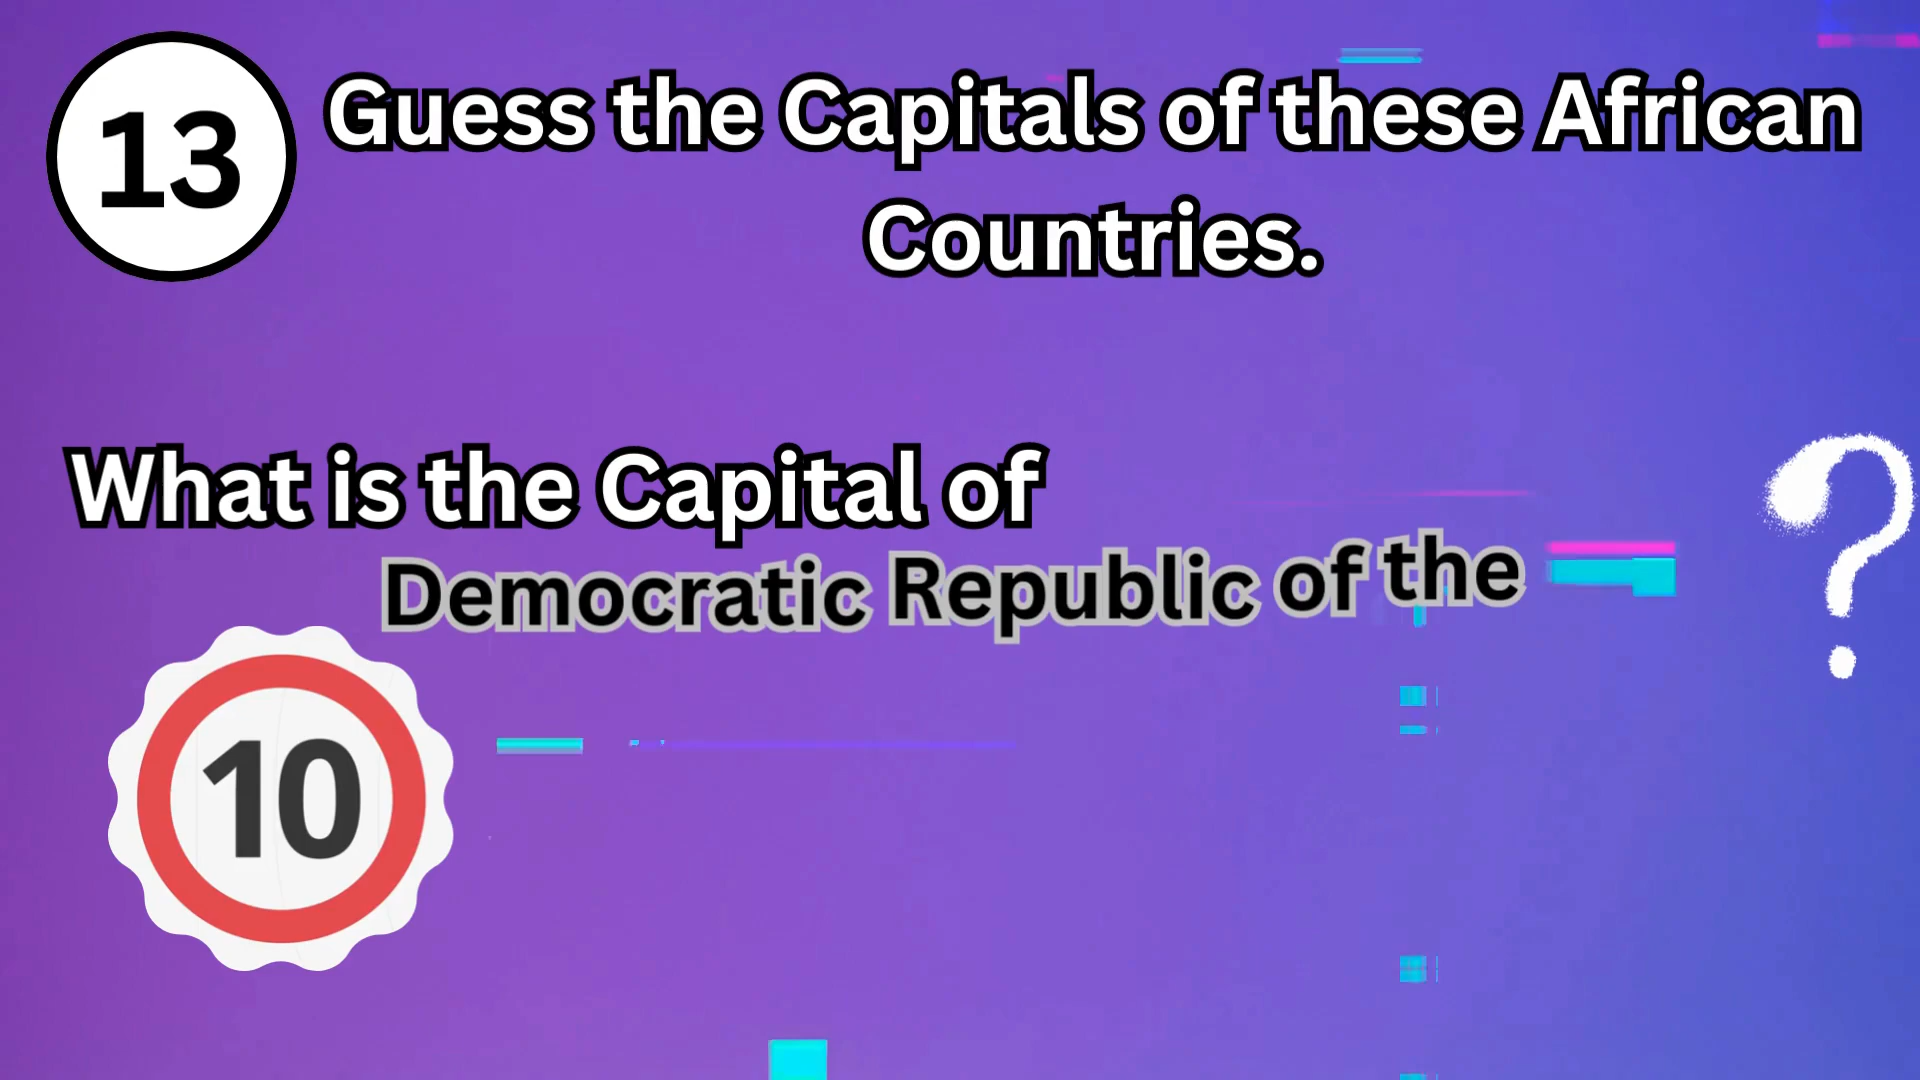 13
Guess the Capitals of these African
Countries.
What is the Capital of
Democratic Republic of the
?
10